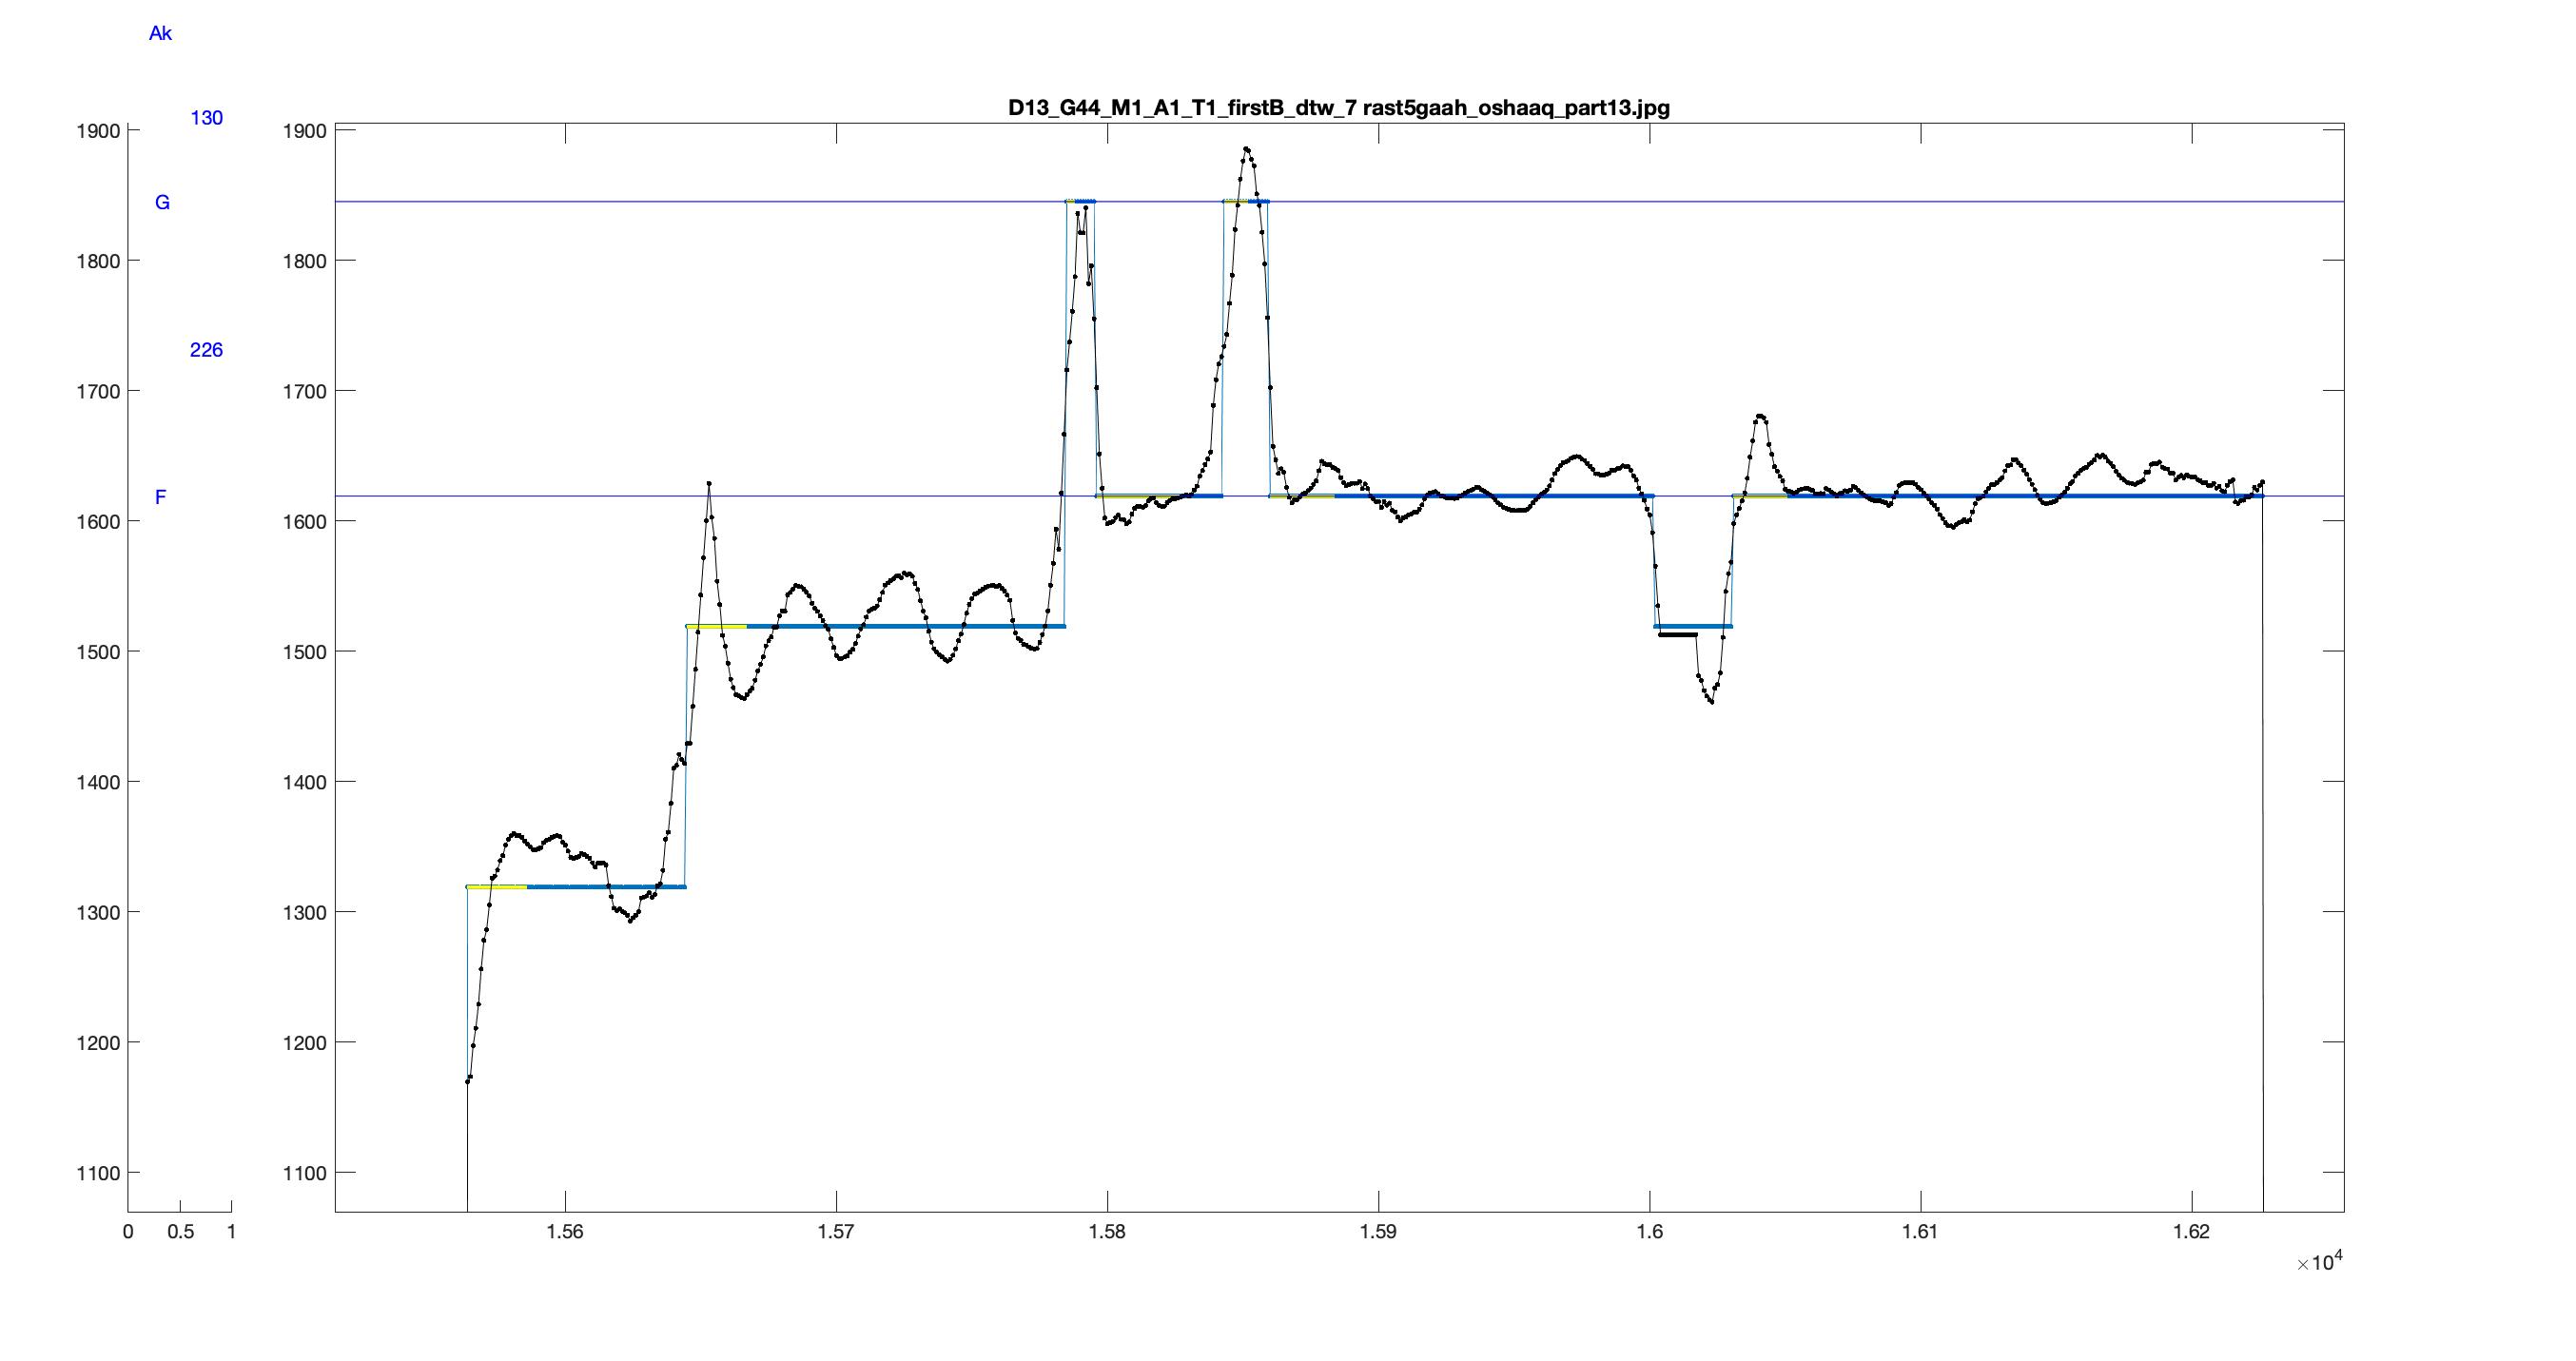 Ak
D13_G44_M1_A1_T1_firstB_dtw_7 rast5gaah_oshaaq_part13.jpg
130
1900 1900
G
1800 1800
226
1700 1700
F
1600 1600
1500 1500
1400 1400
1300 1300
1200 1200
1100 1100
0 0.5 1 1.56 1.57 1.58 1.59 1.6 1.61 1.62
×10^4